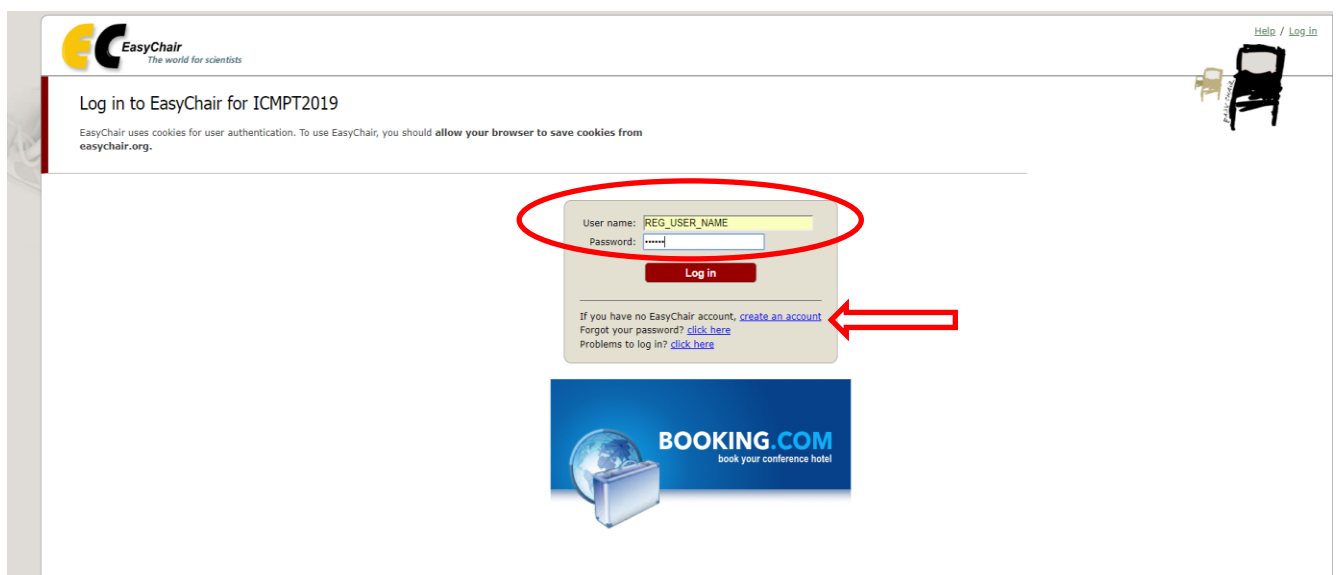 EC EasyChair
The world for scientists
Help / Log in
easy chair
Log in to EasyChair for ICMPT2019
EasyChair uses cookies for user authentication. To use EasyChair, you should allow your browser to save cookies from
easychair.org.
User name: REG_USER_NAME
Password: ••••••
Log in
If you have no EasyChair account, create an account
Forgot your password? click here
Problems to log in? click here
BOOKING.COM
book your conference hotel